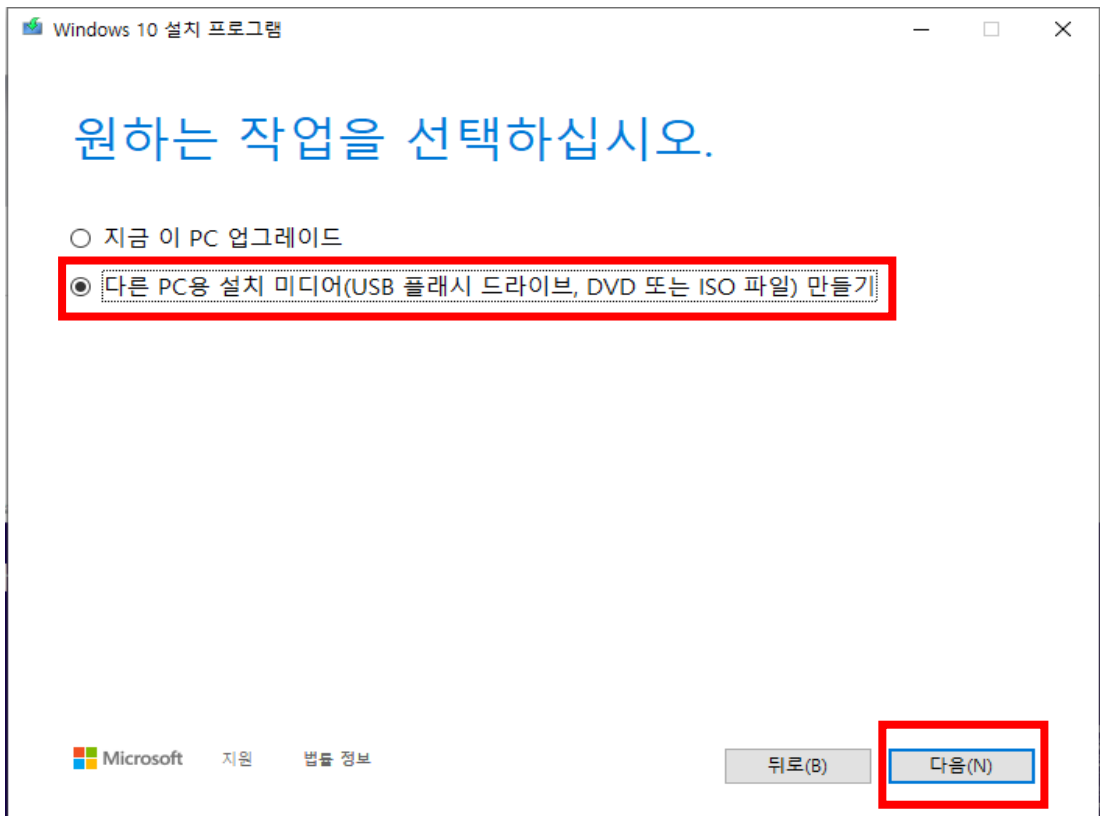 Windows 10 설치 프로그램
원하는 작업을 선택하십시오.
지금 이 PC 업그레이드
다른 PC용 설치 미디어(USB 플래시 드라이브, DVD 또는 ISO 파일) 만들기
Microsoft 지원 법률 정보 뒤로(B) 다음(N)